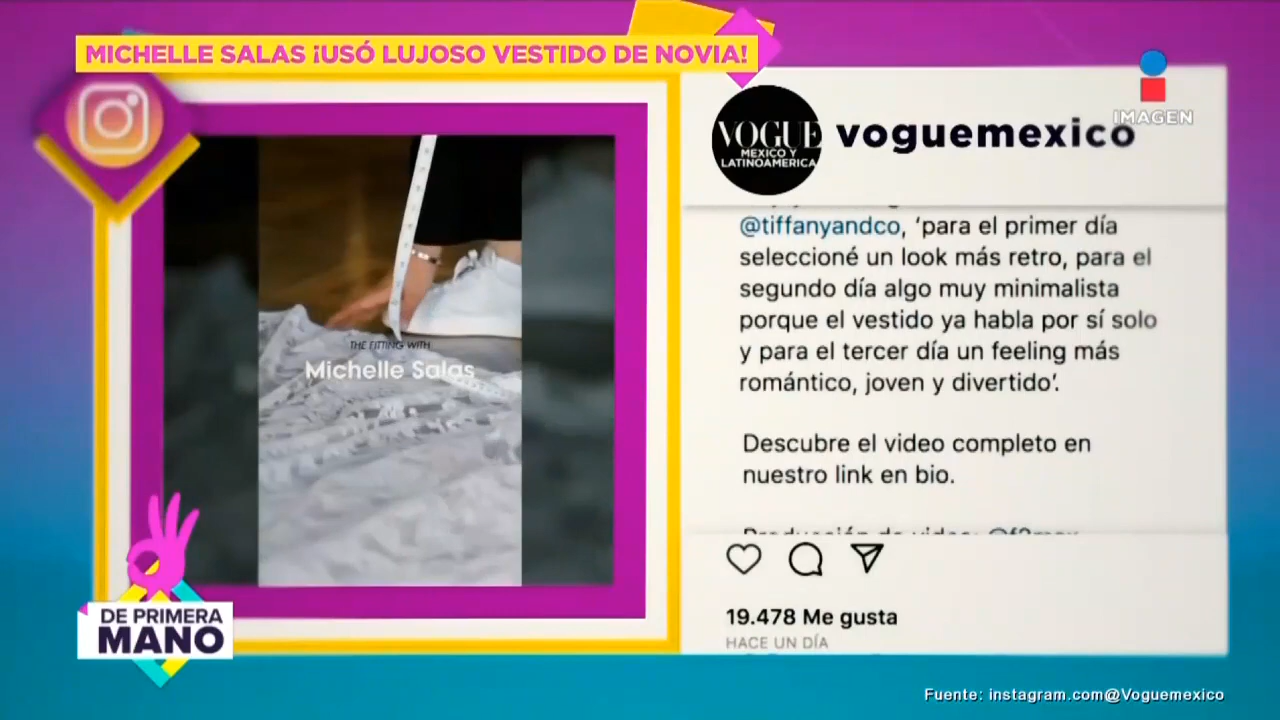 MICHELLE SALAS ¡USÓ LUJOSO VESTIDO DE NOVIA!
IMAGEN
VOGUE
MEXICO Y
LATINOAMERICA
voguemexico
@tiffanyandco, ‘para el primer día
seleccioné un look más retro, para el
segundo día algo muy minimalista
porque el vestido ya habla por sí solo
y para el tercer día un feeling más
romántico, joven y divertido’.
Descubre el video completo en
nuestro link en bio.
THE FITTING WITH
Michelle Salas
19.478 Me gusta
HACE UN DÍA
DE PRIMERA
MANO
Fuente: instagram.com@Voguemexico